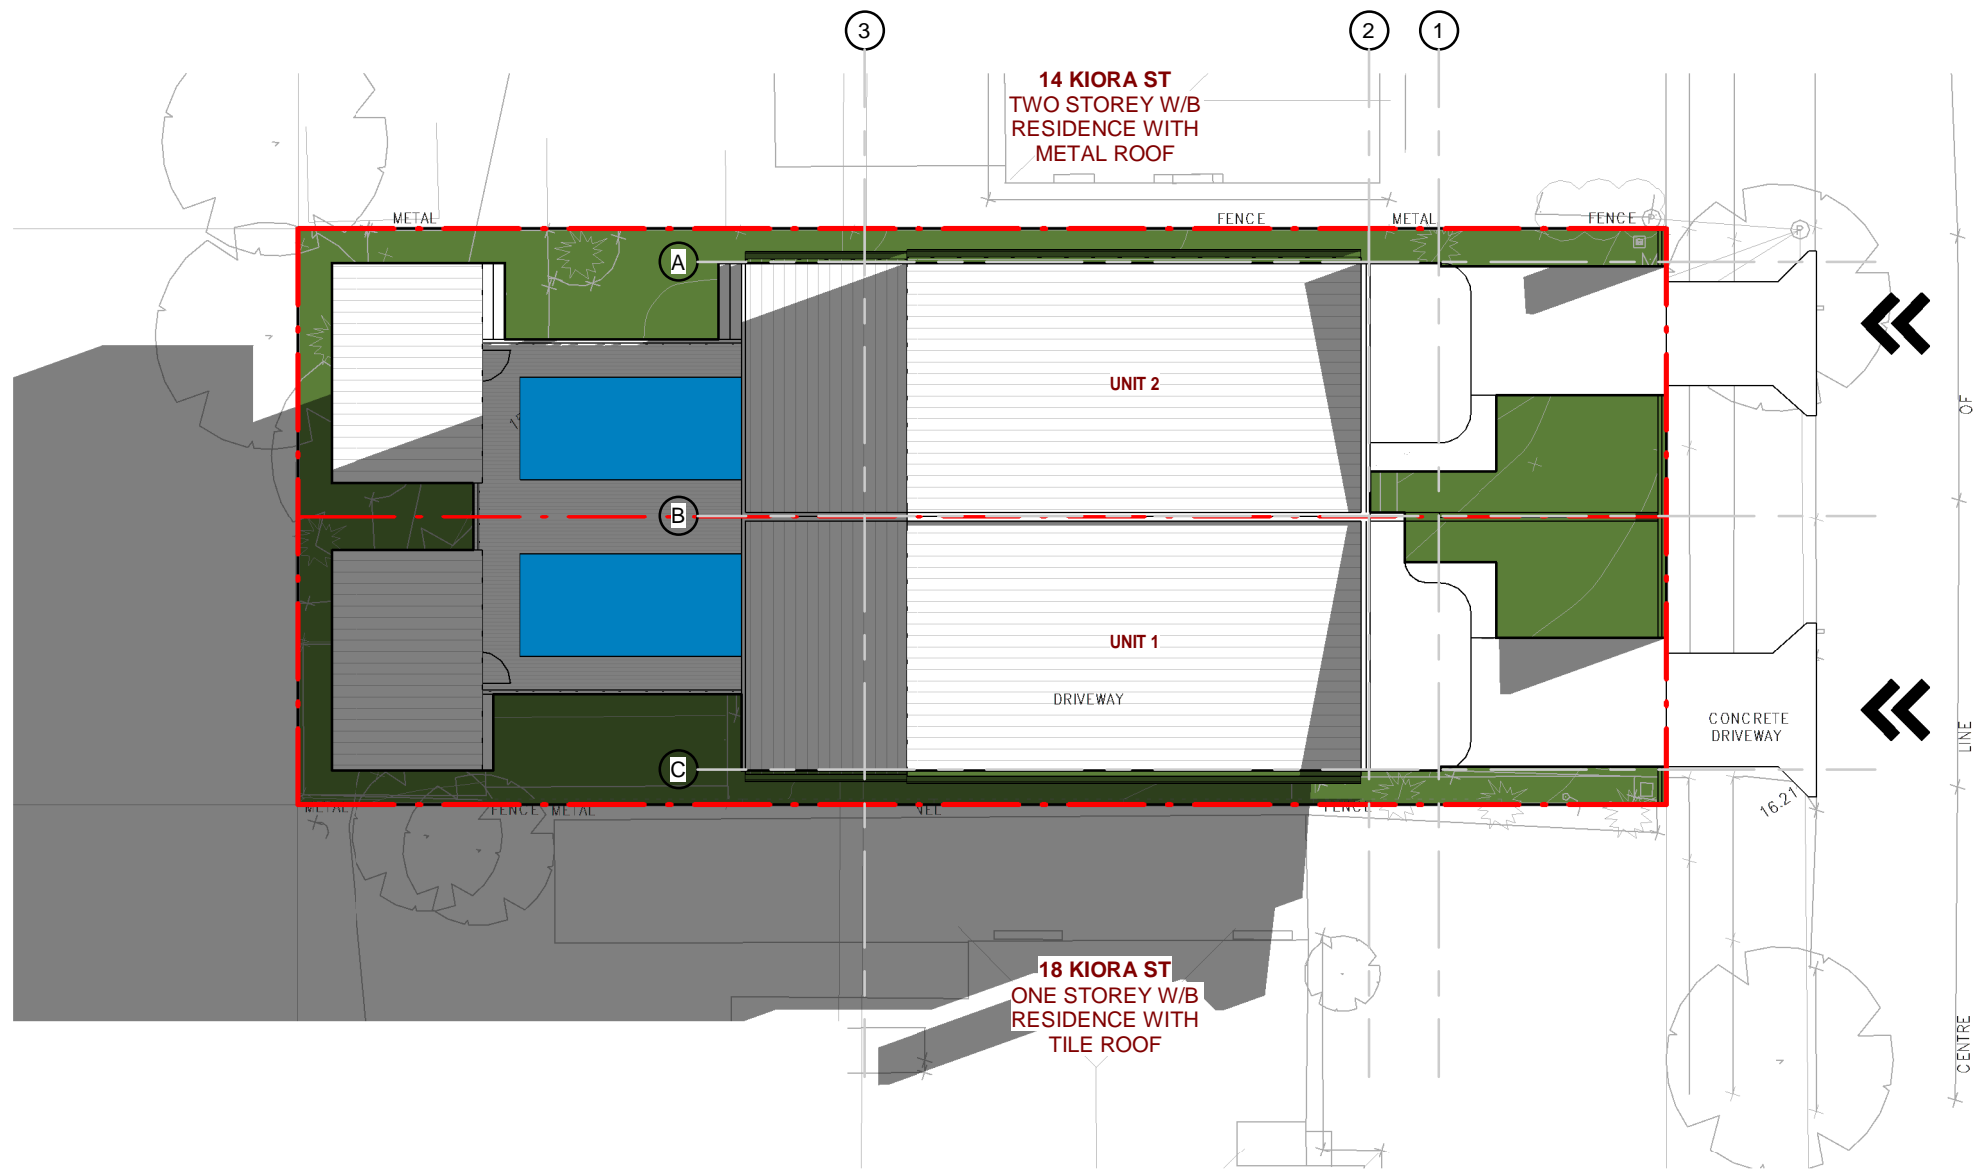 3
2
1
14 KIORA ST
TWO STOREY W/B
RESIDENCE WITH
METAL ROOF
METAL
FENCE
METAL
FENCE
P
P
A
UNIT 2
OF
B
UNIT 1
DRIVEWAY
CONCRETE
DRIVEWAY
LINE
C
16.21
METAL
FENCE
METAL
FENCE
18 KIORA ST
ONE STOREY W/B
RESIDENCE WITH
TILE ROOF
CENTRE